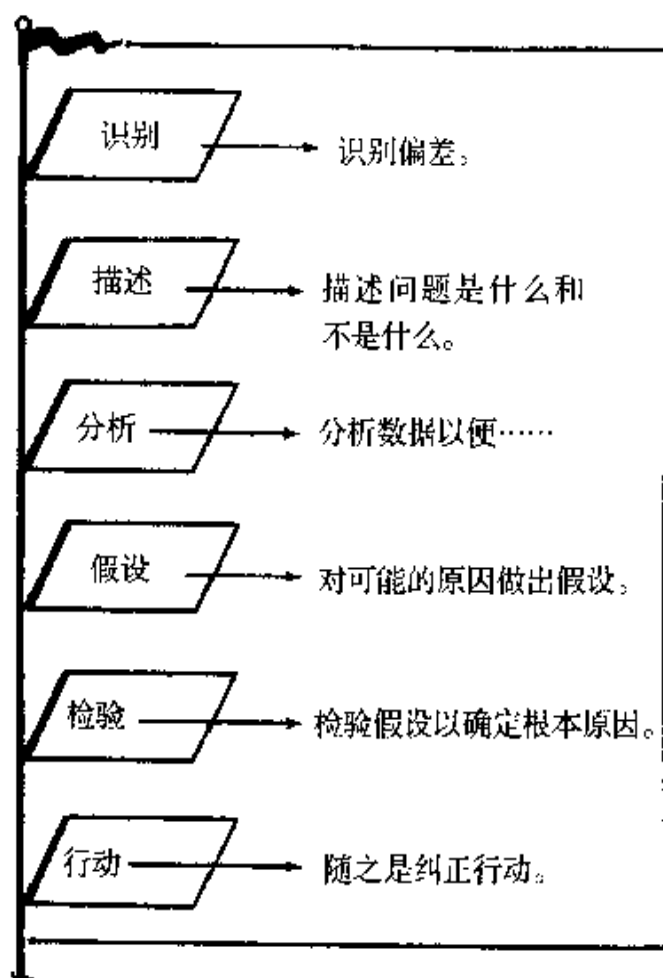 识别
识别偏差。
描述
描述问题是什么和
不是什么。
分析
分析数据以便……
假设
对可能的原因做出假设。
检验
检验假设以确定根本原因。
行动
随之是纠正行动。